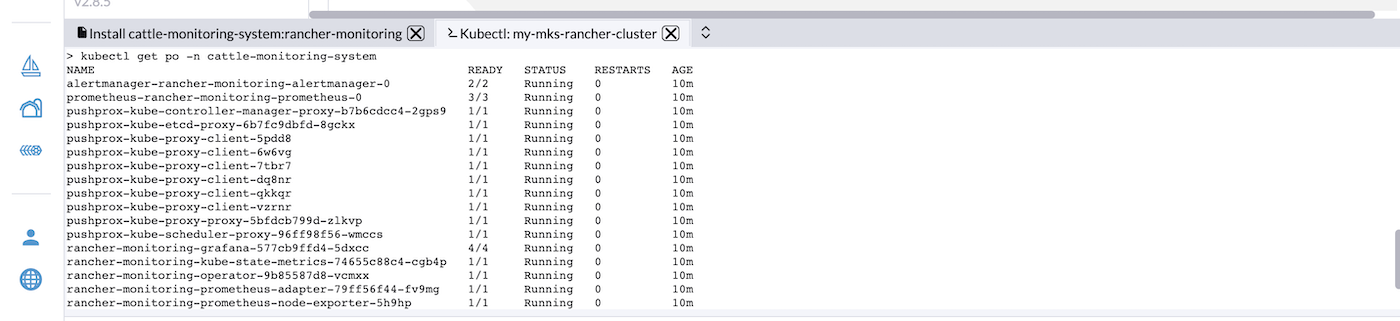 v2.8.5
Install cattle-monitoring-system:rancher-monitoring Kubectl: my-mks-rancher-cluster
> kubectl get po -n cattle-monitoring-system
NAME READY STATUS RESTARTS AGE
alertmanager-rancher-monitoring-alertmanager-0 2/2 Running 0 10m
prometheus-rancher-monitoring-prometheus-0 3/3 Running 0 10m
pushprox-kube-controller-manager-proxy-b7b6cdcc4-2gps9 1/1 Running 0 10m
pushprox-kube-etcd-proxy-6b7fc9dbfd-8gckx 1/1 Running 0 10m
pushprox-kube-proxy-client-5pdd8 1/1 Running 0 10m
pushprox-kube-proxy-client-6w6vg 1/1 Running 0 10m
pushprox-kube-proxy-client-7tbr7 1/1 Running 0 10m
pushprox-kube-proxy-client-dq8nr 1/1 Running 0 10m
pushprox-kube-proxy-client-qkkqr 1/1 Running 0 10m
pushprox-kube-proxy-client-vzrnr 1/1 Running 0 10m
pushprox-kube-proxy-proxy-5bfdcb799d-zlkvp 1/1 Running 0 10m
pushprox-kube-scheduler-proxy-96ff98f56-wmccs 1/1 Running 0 10m
rancher-monitoring-grafana-577cb9ffd4-5dxcc 4/4 Running 0 10m
rancher-monitoring-kube-state-metrics-74655c88c4-cgb4p 1/1 Running 0 10m
rancher-monitoring-operator-9b85587d8-vcmxx 1/1 Running 0 10m
rancher-monitoring-prometheus-adapter-79ff56f44-fv9mg 1/1 Running 0 10m
rancher-monitoring-prometheus-node-exporter-5h9hp 1/1 Running 0 10m